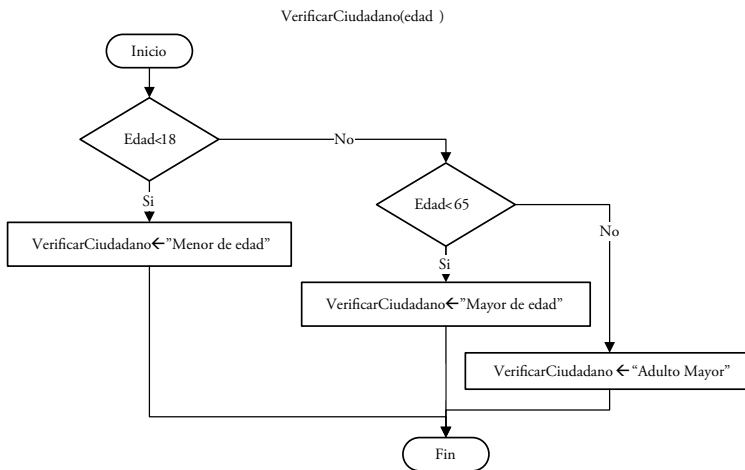 VerificarCiudadano(edad )
Inicio
Edad<18
No
Si
Edad<65
VerificarCiudadano←”Menor de edad”
No
Si
VerificarCiudadano←”Mayor de edad”
VerificarCiudadano ←“Adulto Mayor”
Fin